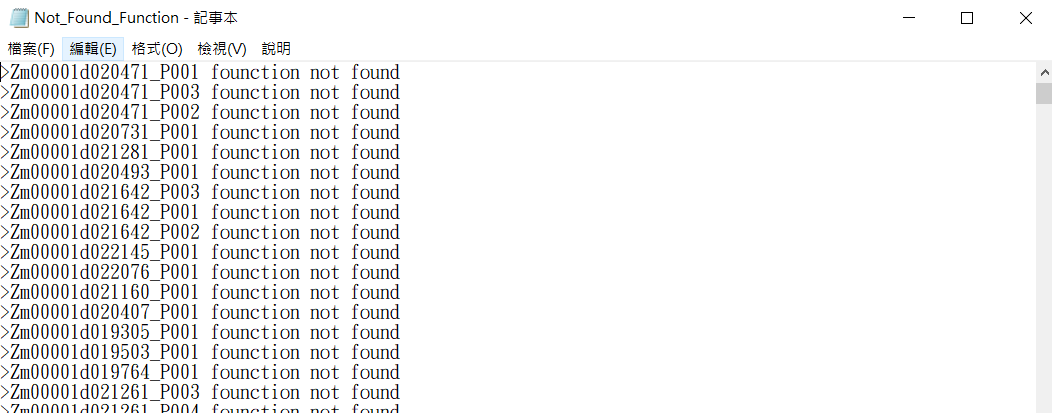 Not_Found_Function - 記事本
檔案(F) 編輯(E) 格式(O) 檢視(V) 說明
>Zm00001d020471_P001 founction not found
>Zm00001d020471_P003 founction not found
>Zm00001d020471_P002 founction not found
>Zm00001d020731_P001 founction not found
>Zm00001d021281_P001 founction not found
>Zm00001d020493_P001 founction not found
>Zm00001d021642_P003 founction not found
>Zm00001d021642_P001 founction not found
>Zm00001d021642_P002 founction not found
>Zm00001d022145_P001 founction not found
>Zm00001d022076_P001 founction not found
>Zm00001d021160_P001 founction not found
>Zm00001d020407_P001 founction not found
>Zm00001d019305_P001 founction not found
>Zm00001d019503_P001 founction not found
>Zm00001d019764_P001 founction not found
>Zm00001d021261_P003 founction not found
>Zm00001d021261_P004 founction not found